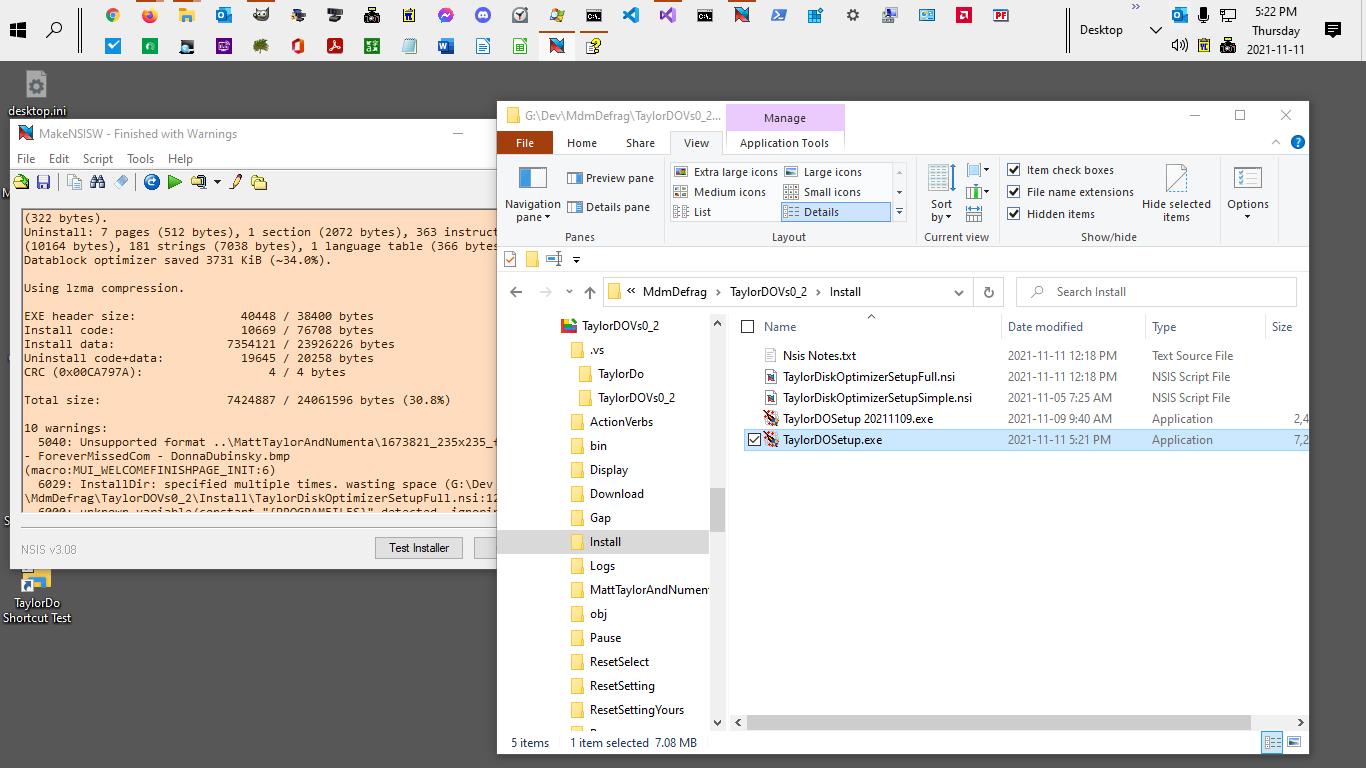 5:22 PM
Desktop
Thursday
2021-11-11
desktop.ini
MakeNSISW - Finished with Warnings
File Edit Script Tools Help
(322 bytes).
Uninstall: 7 pages (512 bytes), 1 section (2072 bytes), 363 instruct
(10164 bytes), 181 strings (7038 bytes), 1 language table (366 bytes
Datablock optimizer saved 3731 KiB (~34.0%).
Using lzma compression.
EXE header size: 40448 / 38400 bytes
Install code: 10669 / 76708 bytes
Install data: 7354121 / 23926226 bytes
Uninstall code+data: 19645 / 20258 bytes
CRC (0x00CA797A): 4 / 4 bytes
Total size: 7424887 / 24061596 bytes (30.8%)
10 warnings:
5040: Unsupported format ..\MattTaylorAndNumenta\1673821_235x235_f
- ForeverMissedCom - DonnaDubinsky.bmp
(macro:MUI_WELCOMEFINISHPAGE_INIT:6)
6029: InstallDir: specified multiple times. wasting space (G:\Dev
\MdmDefrag\TaylorDOVs0_2\Install\TaylorDiskOptimizerSetupFull.nsi:12
6000: unknown variable/constant "{PROGRAMFILES}" detected, ignorin
NSIS v3.08
Test Installer
TaylorDo
Shortcut Test
G:\Dev\MdmDefrag\TaylorDOVs0_2...
Manage
File Home Share View Application Tools
Navigation
pane
Preview pane
Details pane
Panes
Extra large icons Large icons
Medium icons Small icons
List Details
Layout
Sort
by
Current view
Item check boxes
File name extensions
Hidden items
Hide selected
items
Show/hide
Options
« MdmDefrag › TaylorDOVs0_2 › Install
Search Install
TaylorDOVs0_2
.vs
TaylorDo
TaylorDOVs0_2
ActionVerbs
bin
Display
Download
Gap
Install
Logs
MattTaylorAndNumen
obj
Pause
ResetSelect
ResetSetting
ResetSettingYours
Name Date modified Type Size
Nsis Notes.txt 2021-11-11 12:18 PM Text Source File
TaylorDiskOptimizerSetupFull.nsi 2021-11-11 12:18 PM NSIS Script File
TaylorDiskOptimizerSetupSimple.nsi 2021-11-05 7:25 AM NSIS Script File
TaylorDOSetup 20211109.exe 2021-11-09 9:40 AM Application 2,4
TaylorDOSetup.exe 2021-11-11 5:21 PM Application 7,2
5 items 1 item selected 7.08 MB